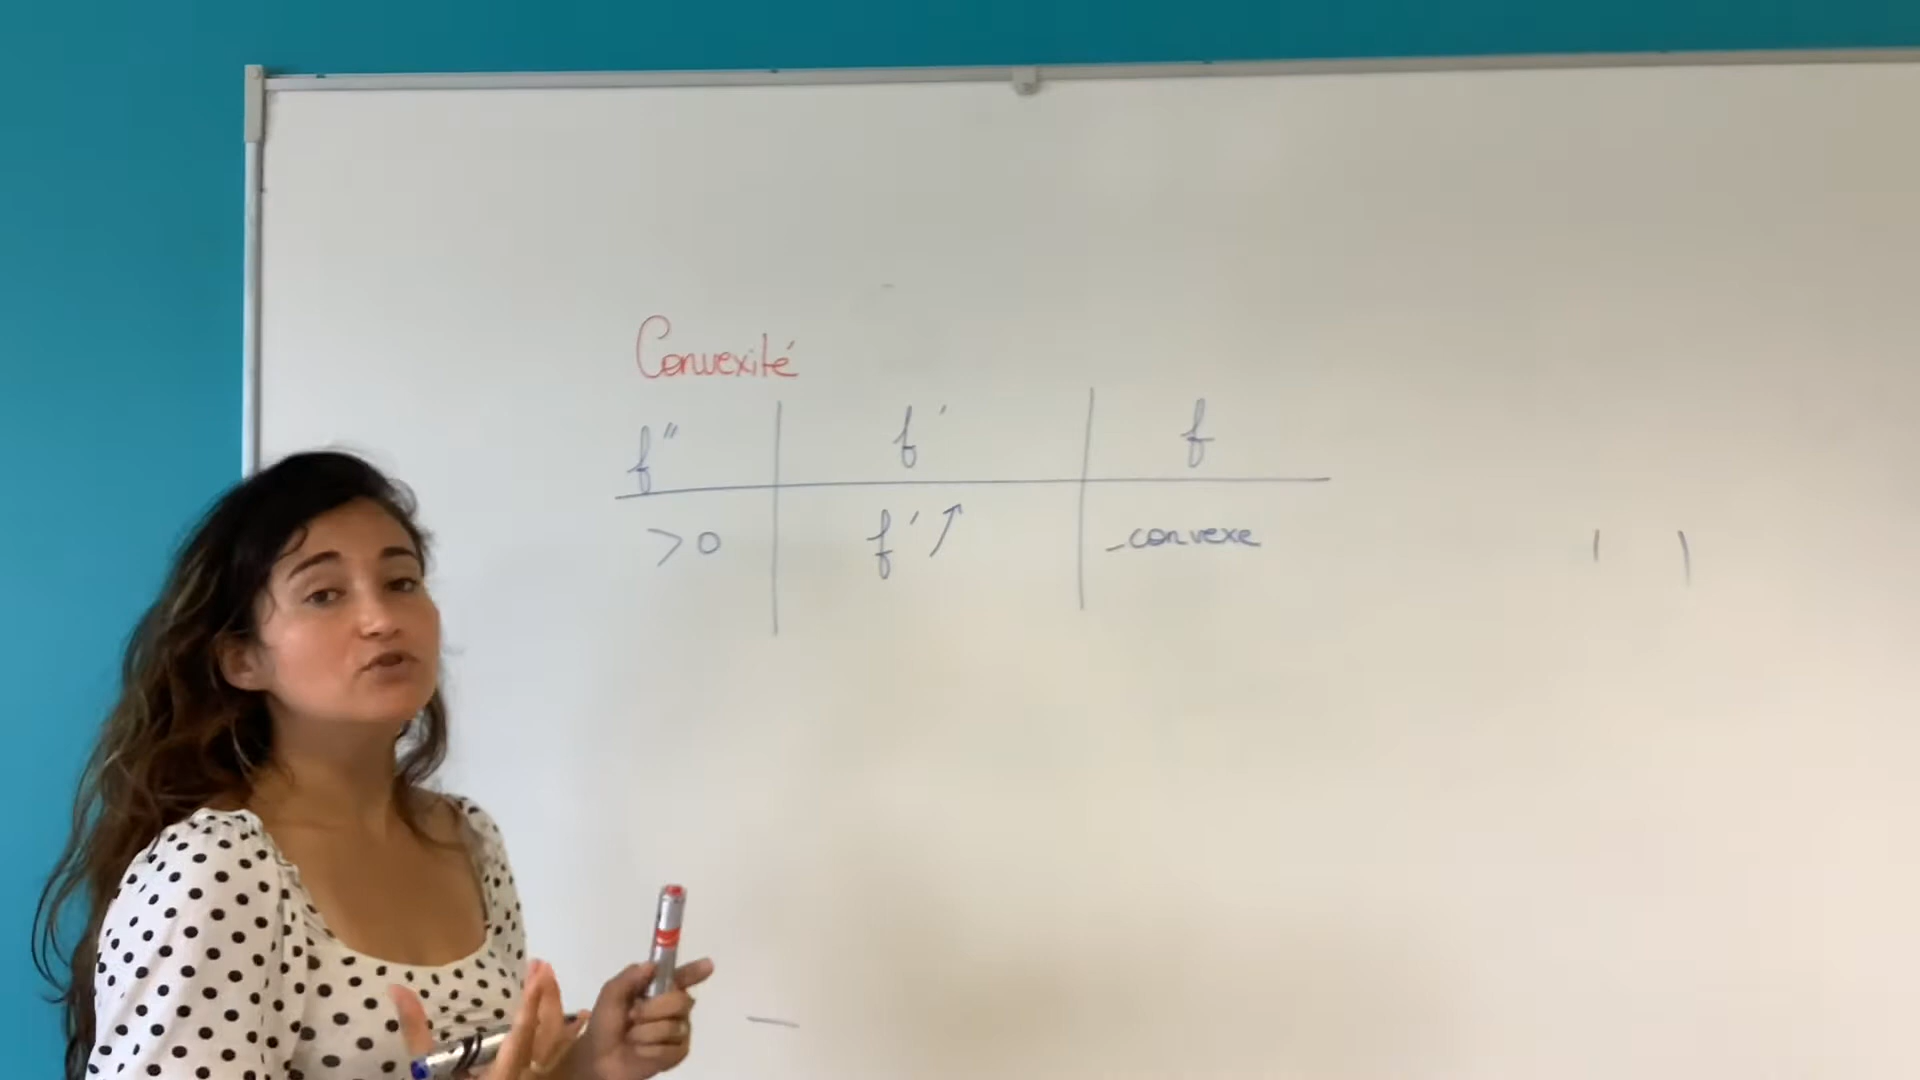 Convexité
f" f' f
>0 f' ↗ - convexe